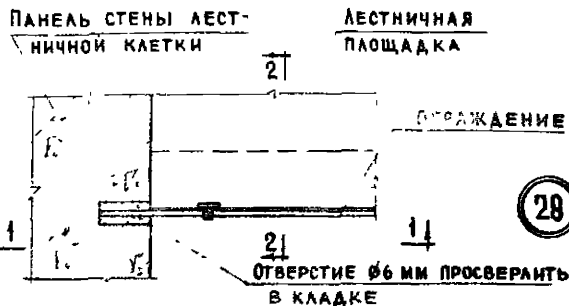 ПАНЕЛЬ СТЕНЫ ЛЕСТ-
НИЧНОЙ КЛЕТКИ
ЛЕСТНИЧНАЯ
ПЛОЩАДКА
2
ОГРАЖДЕНИЕ
28
1
2
1
ОТВЕРСТИЕ Ø6 ММ ПРОСВЕРЛИТЬ
В КЛАДКЕ